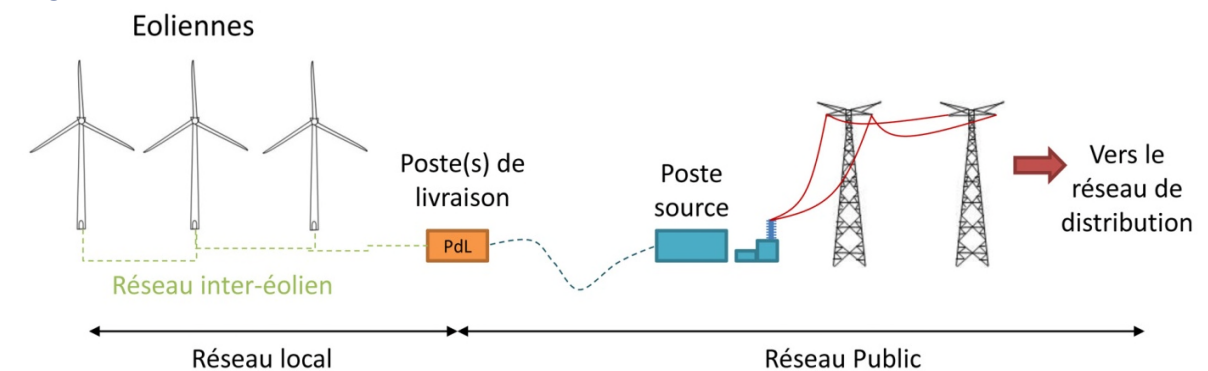 Eoliennes
Poste(s) de
livraison
Poste
source
Vers le
réseau de
distribution
PdL
Réseau inter-éolien
Réseau local
Réseau Public